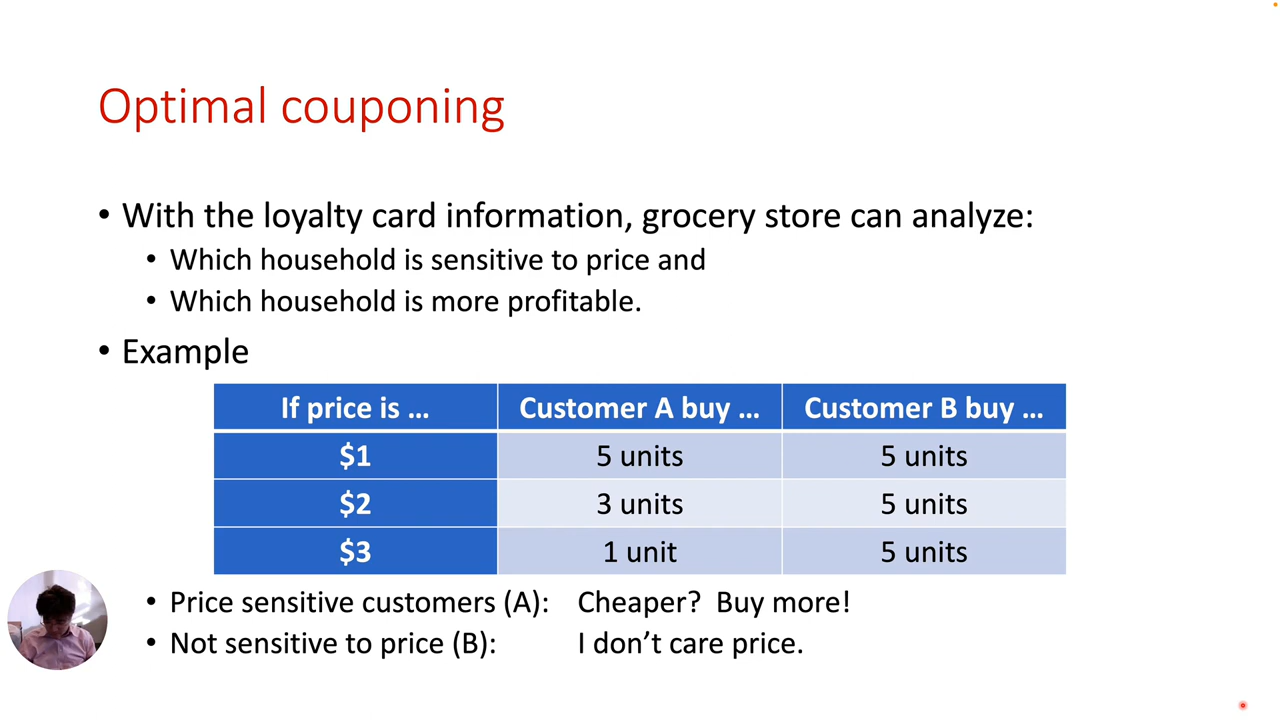 Optimal couponing
• With the loyalty card information, grocery store can analyze:
• Which household is sensitive to price and
• Which household is more profitable.
• Example
If price is … Customer A buy … Customer B buy …
$1 5 units 5 units
$2 3 units 5 units
$3 1 unit 5 units
• Price sensitive customers (A): Cheaper? Buy more!
• Not sensitive to price (B): I don’t care price.